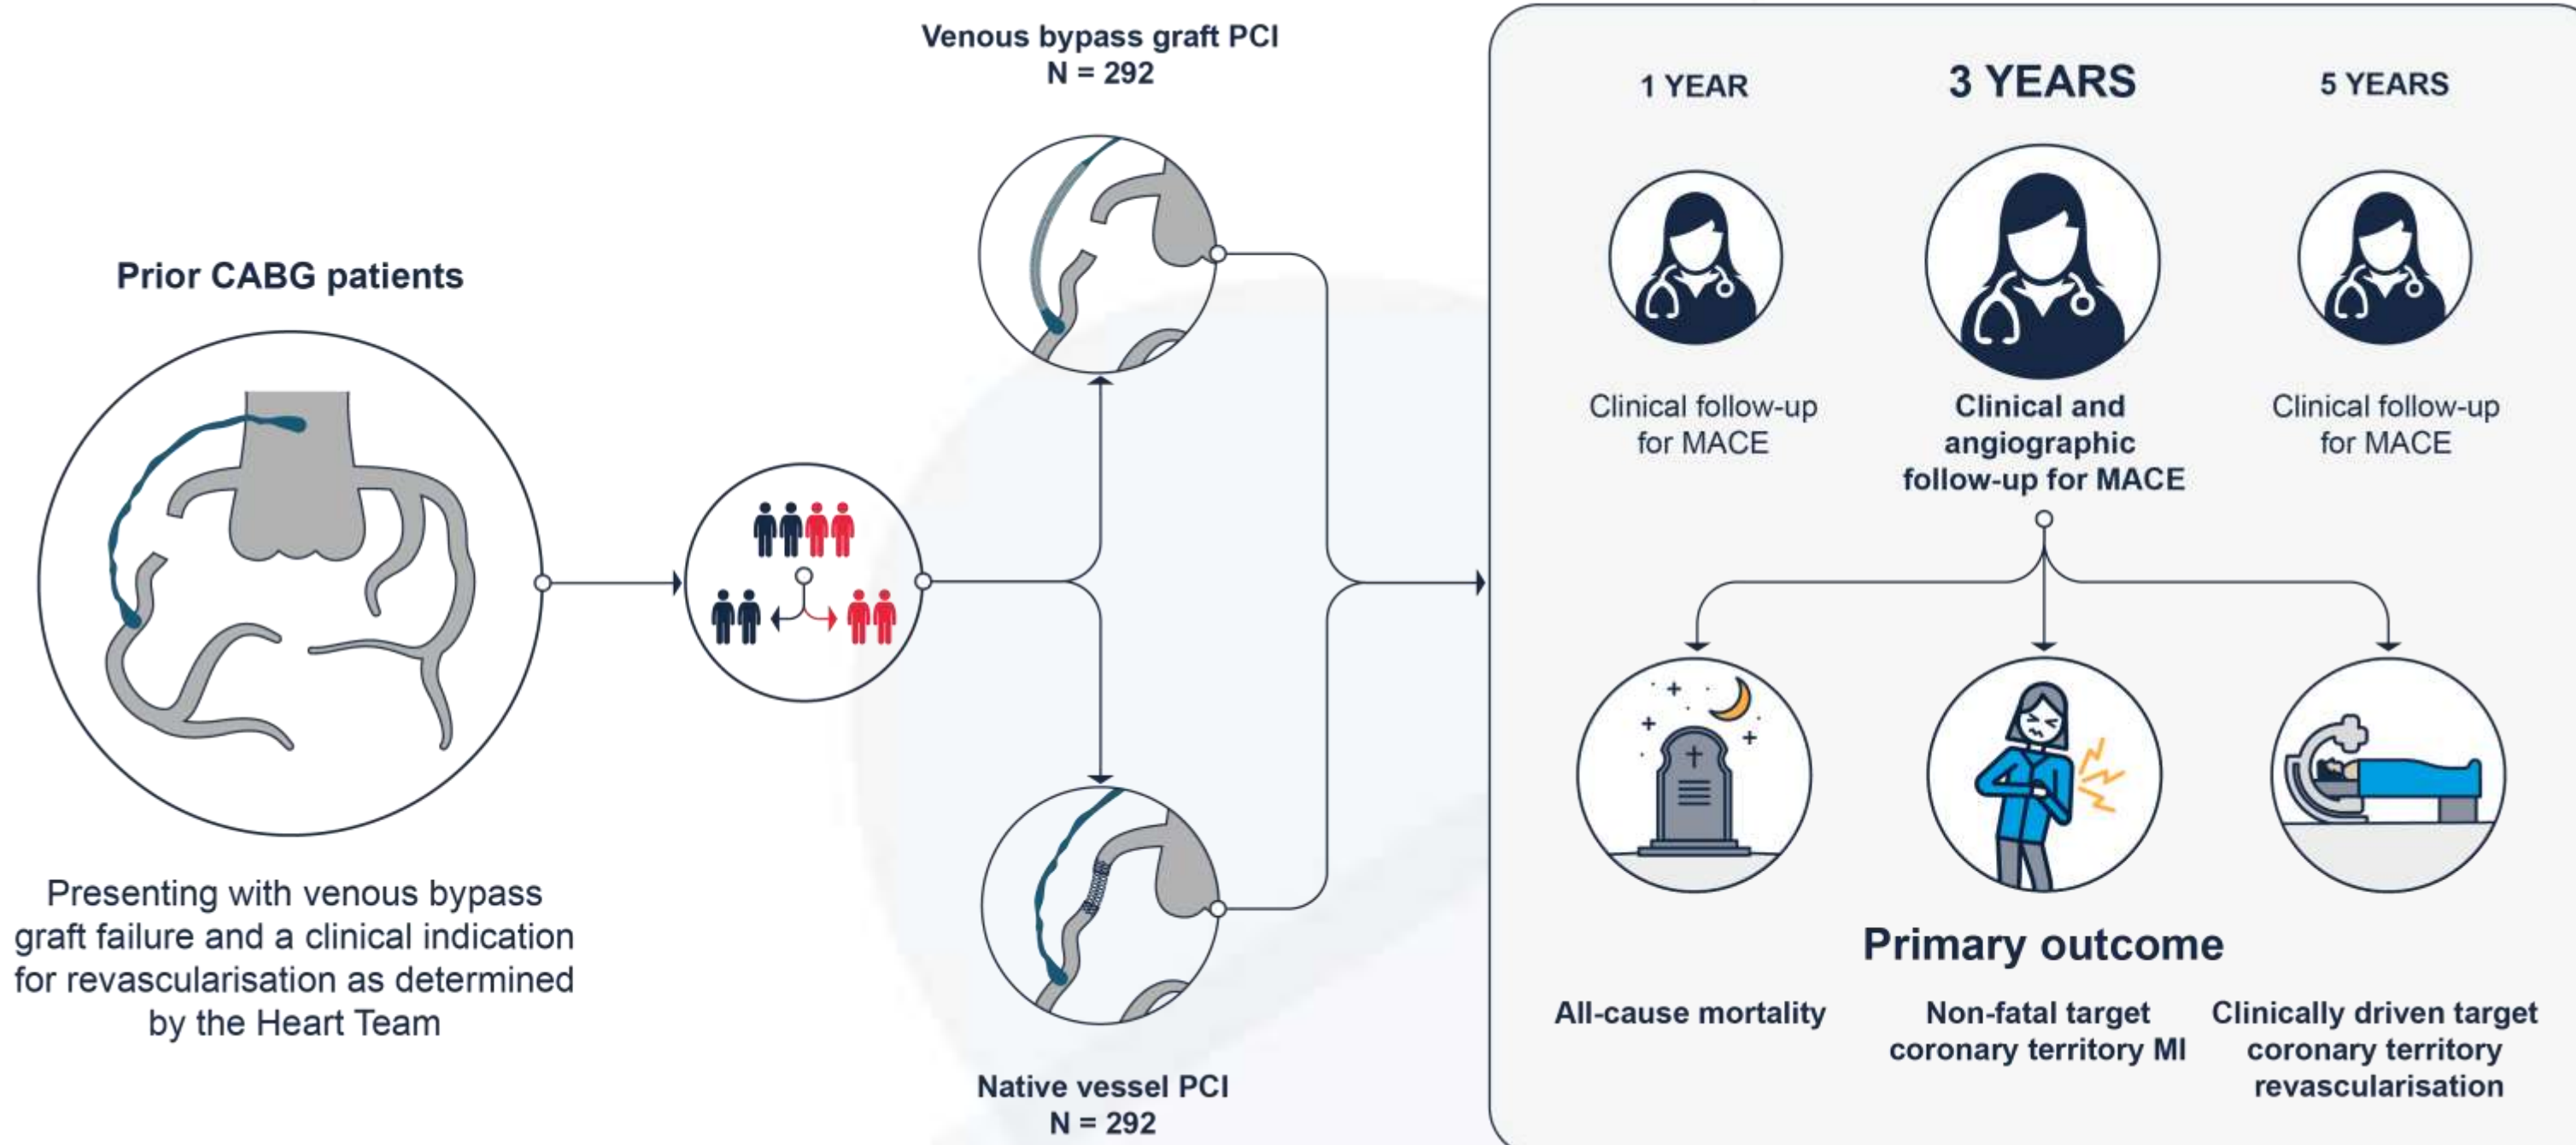 Prior CABG patients
Presenting with venous bypass
graft failure and a clinical indication
for revascularisation as determined
by the Heart Team
Venous bypass graft PCI
N = 292
Native vessel PCI
N = 292
1 YEAR
3 YEARS
5 YEARS
Clinical follow-up
for MACE
Clinical and
angiographic
follow-up for MACE
Clinical follow-up
for MACE
Primary outcome
All-cause mortality
Non-fatal target
coronary territory MI
Clinically driven target
coronary territory
revascularisation